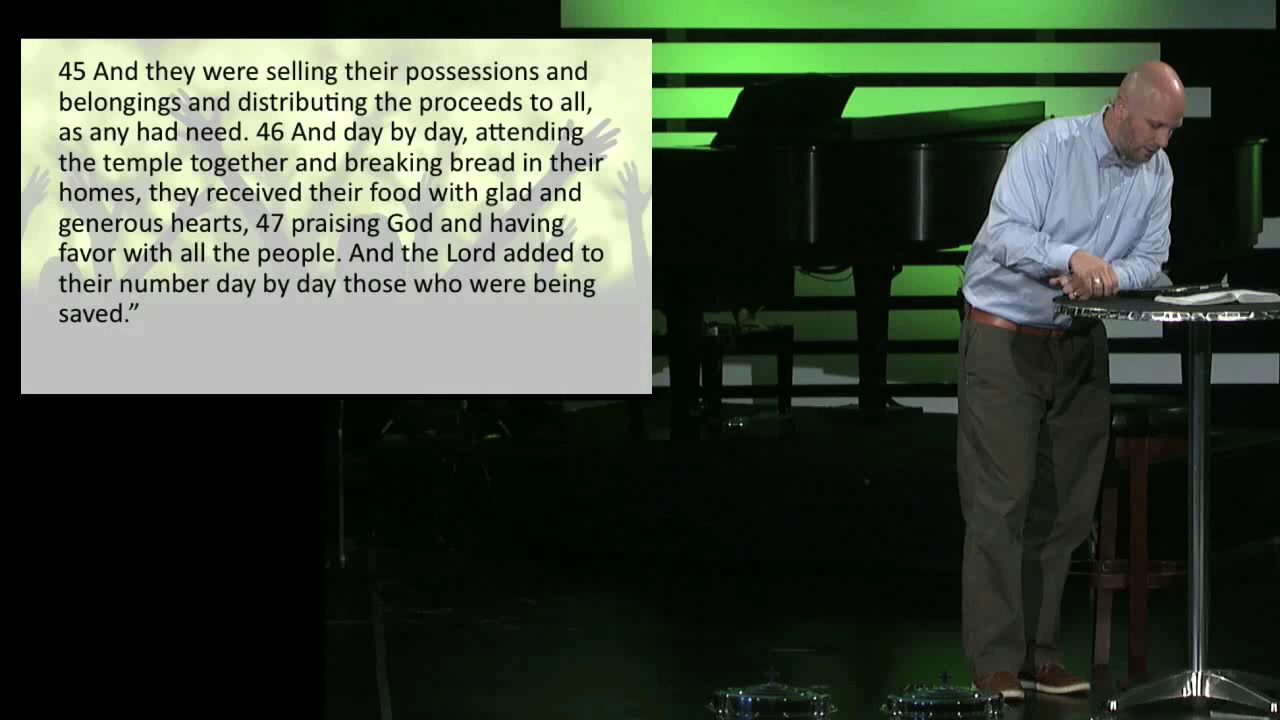 45 And they were selling their possessions and
belongings and distributing the proceeds to all,
as any had need. 46 And day by day, attending
the temple together and breaking bread in their
homes, they received their food with glad and
generous hearts, 47 praising God and having
favor with all the people. And the Lord added to
their number day by day those who were being
saved.”